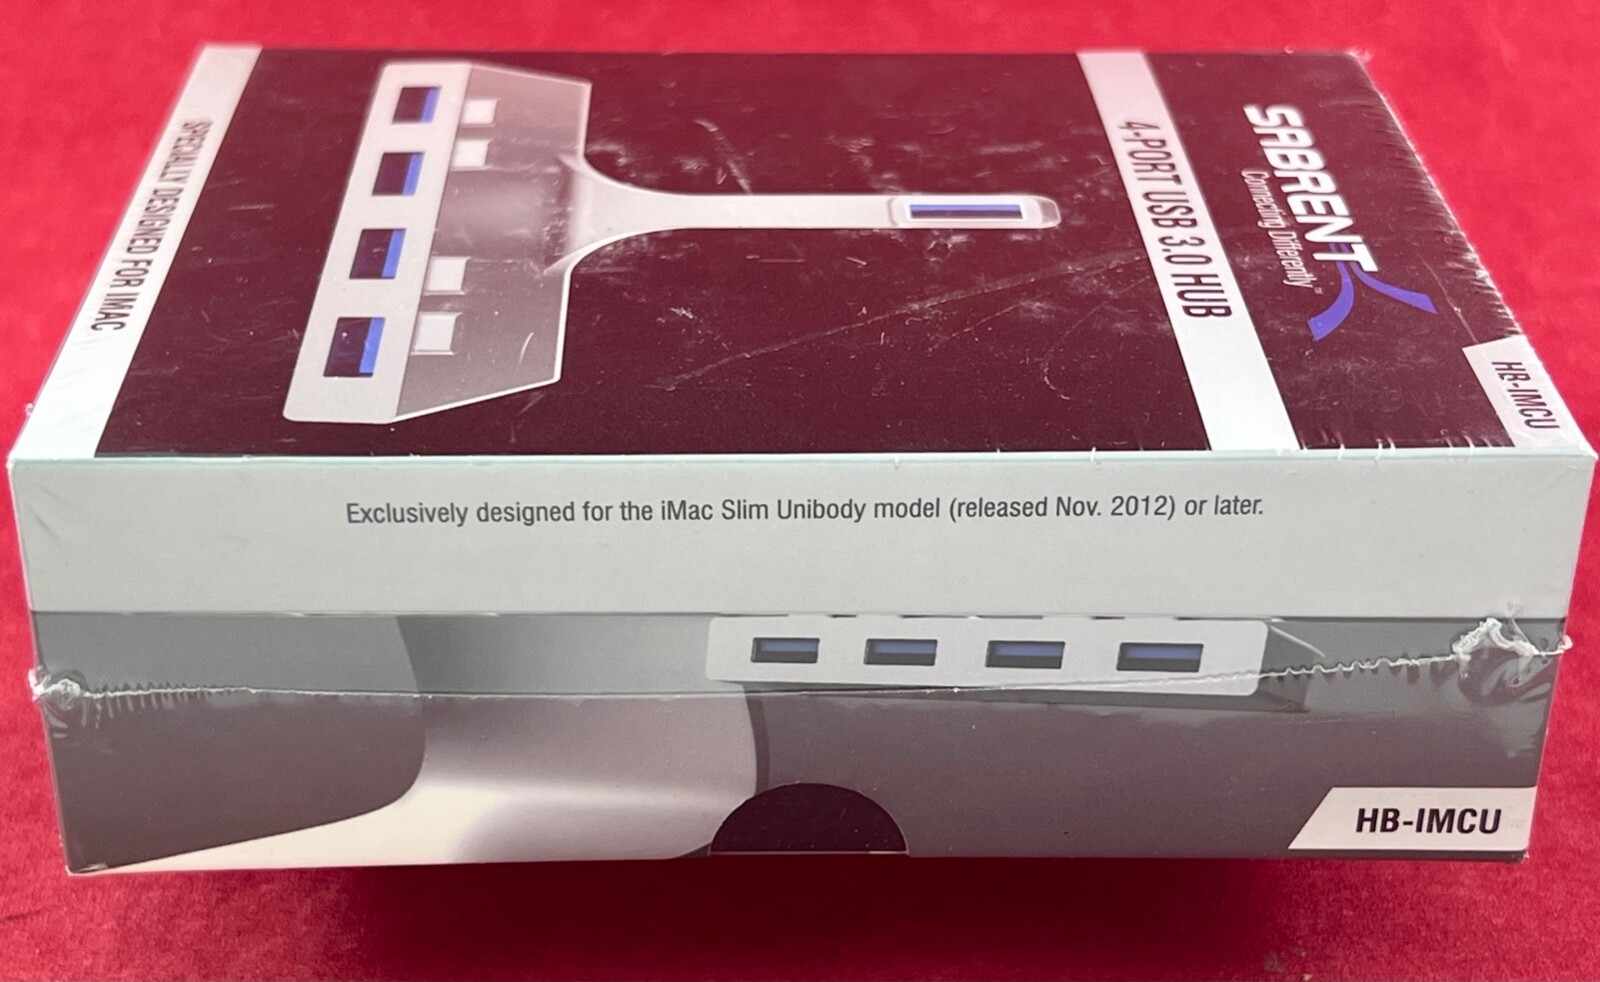 SABRENT
Connecting Differently™
4-PORT USB 3.0 HUB
HB-IMCU
SPECIALLY DESIGNED FOR IMAC
Exclusively designed for the iMac Slim Unibody model (released Nov. 2012) or later.
HB-IMCU